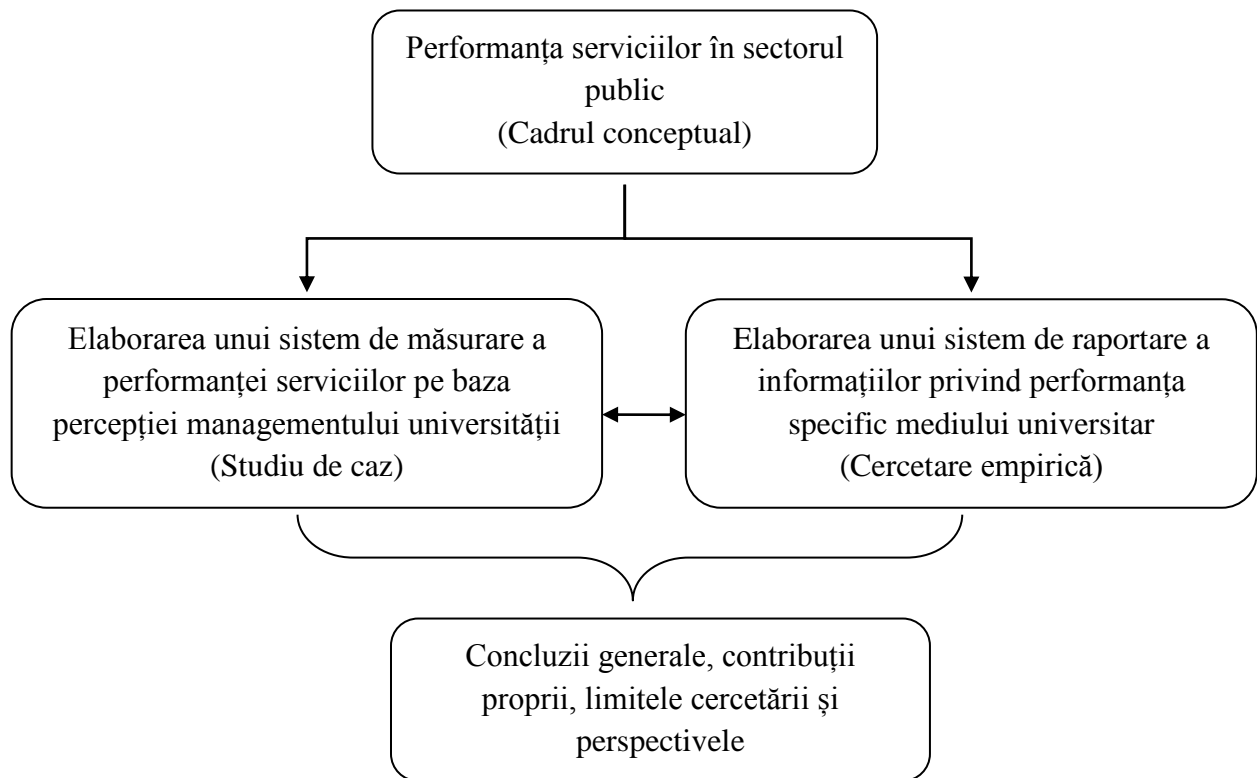 Performanța serviciilor în sectorul
public
(Cadrul conceptual)
Elaborarea unui sistem de măsurare a
performanței serviciilor pe baza
percepției managementului universității
(Studiu de caz)
Elaborarea unui sistem de raportare a
informațiilor privind performanța
specific mediului universitar
(Cercetare empirică)
Concluzii generale, contribuții
proprii, limitele cercetării și
perspectivele